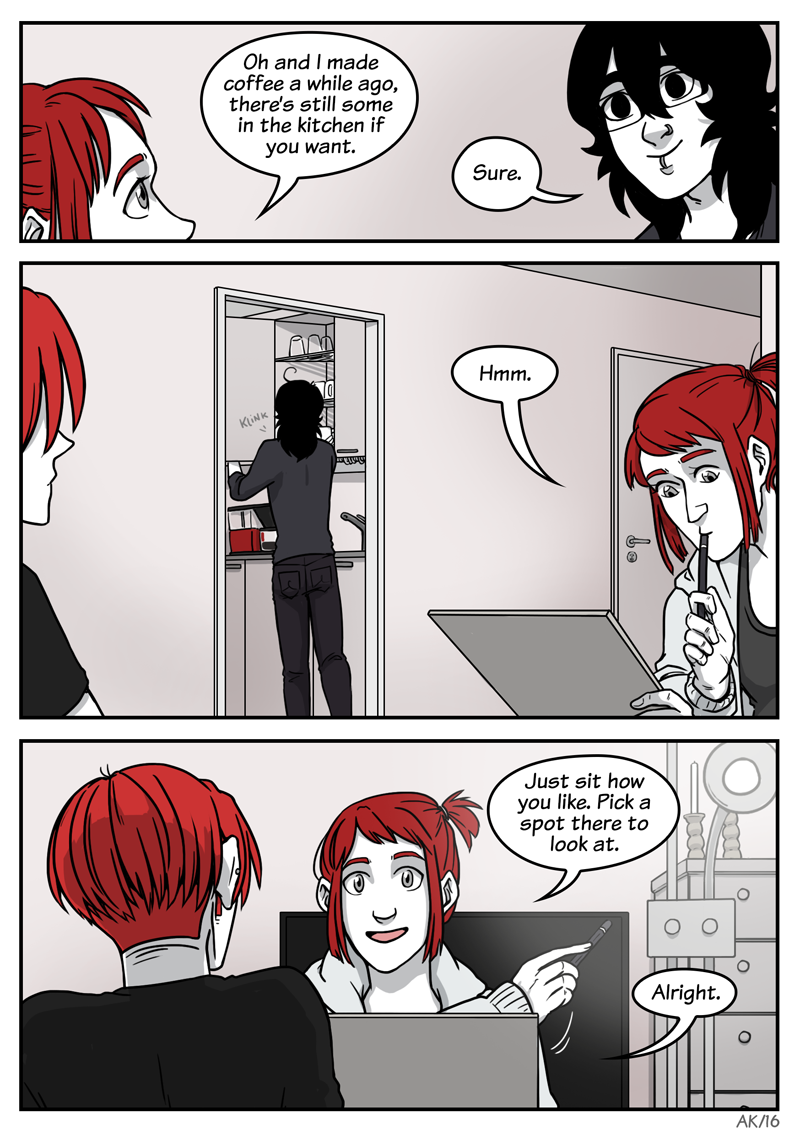 Oh and I made
coffee a while ago,
there's still some
in the kitchen if
you want.
Sure.
KLINK
Hmm.
Just sit how
you like. Pick a
spot there to
look at.
Alright.
AK/16